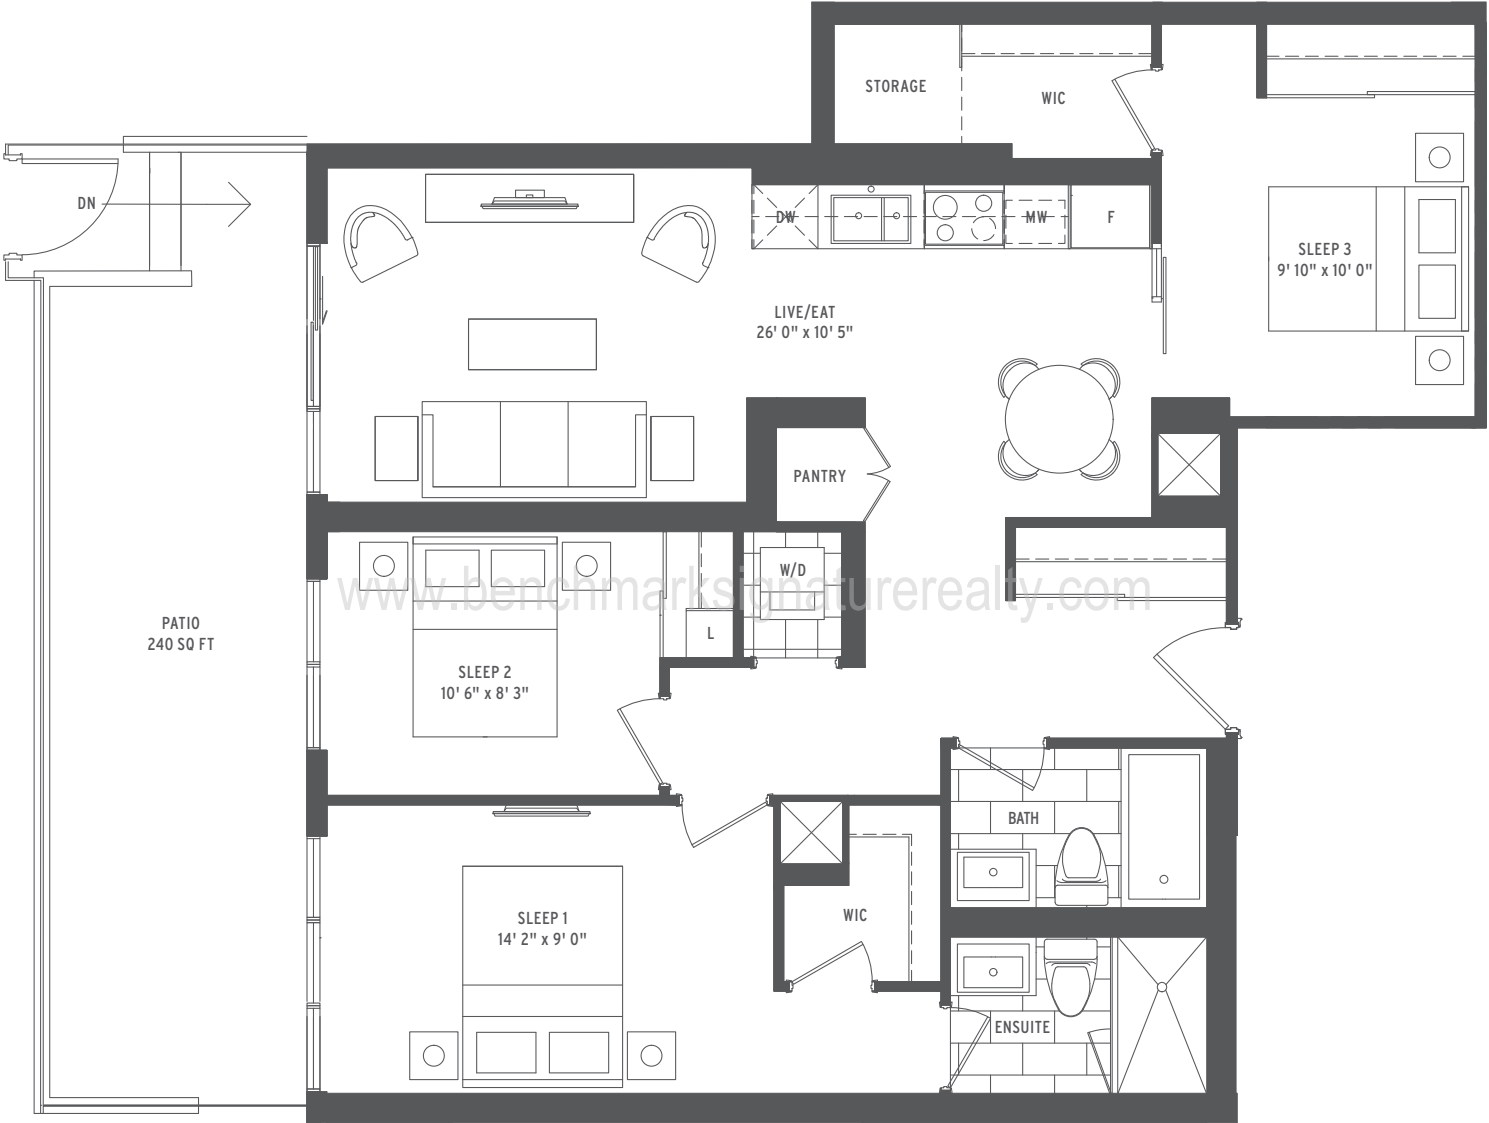 STORAGE
WIC
DN
DW
MW
F
SLEEP 3
9' 10" x 10' 0"
LIVE/EAT
26' 0" x 10' 5"
PANTRY
W/D
www.benchmarksignaturerealty.com
PATIO
240 SQ FT
L
SLEEP 2
10' 6" x 8' 3"
BATH
SLEEP 1
14' 2" x 9' 0"
WIC
ENSUITE